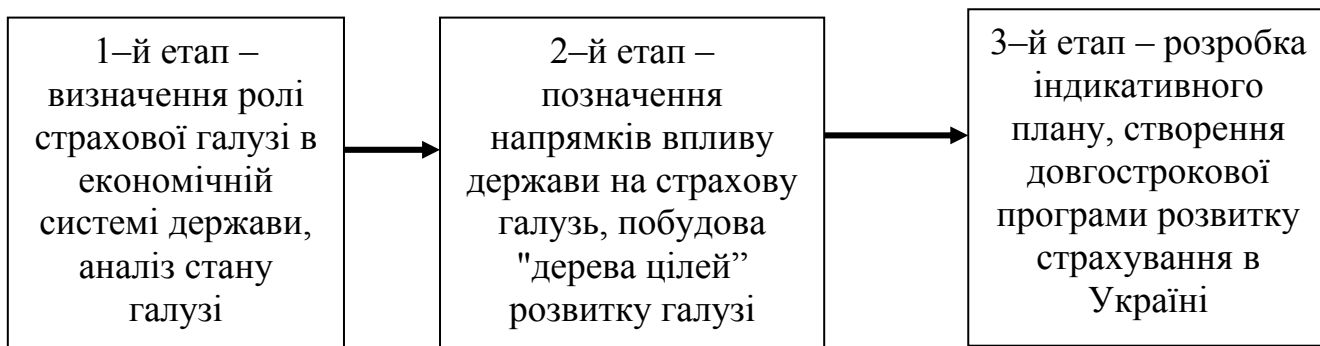 1–й етап –
визначення ролі
страхової галузі в
економічній
системі держави,
аналіз стану
галузі
2–й етап –
позначення
напрямків впливу
держави на страхову
галузь, побудова
"дерева цілей”
розвитку галузі
3–й етап – розробка
індикативного
плану, створення
довгострокової
програми розвитку
страхування в
Україні